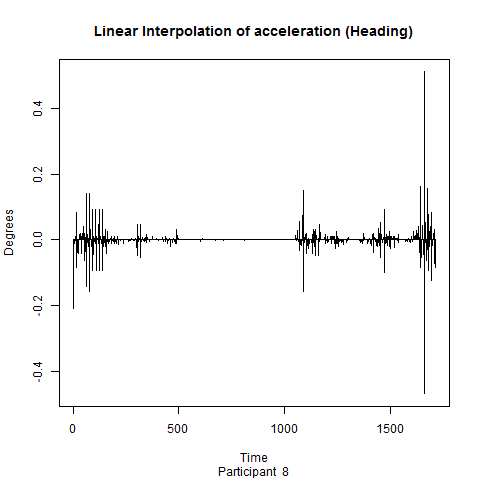 Linear Interpolation of acceleration (Heading)
Degrees
0.4
0.2
0.0
-0.2
-0.4
0 500 1000 1500
Time
Participant 8